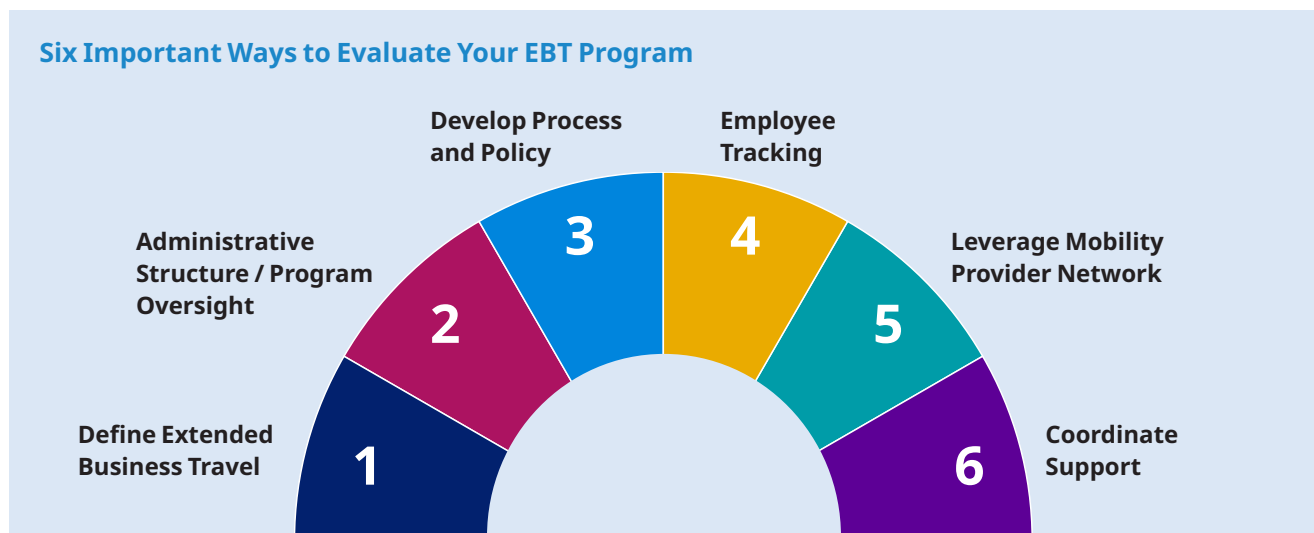 Six Important Ways to Evaluate Your EBT Program
Define Extended
Business Travel
1
Administrative
Structure / Program
Oversight
2
Develop Process
and Policy
3
Employee
Tracking
4
Leverage Mobility
Provider Network
5
Coordinate
Support
6